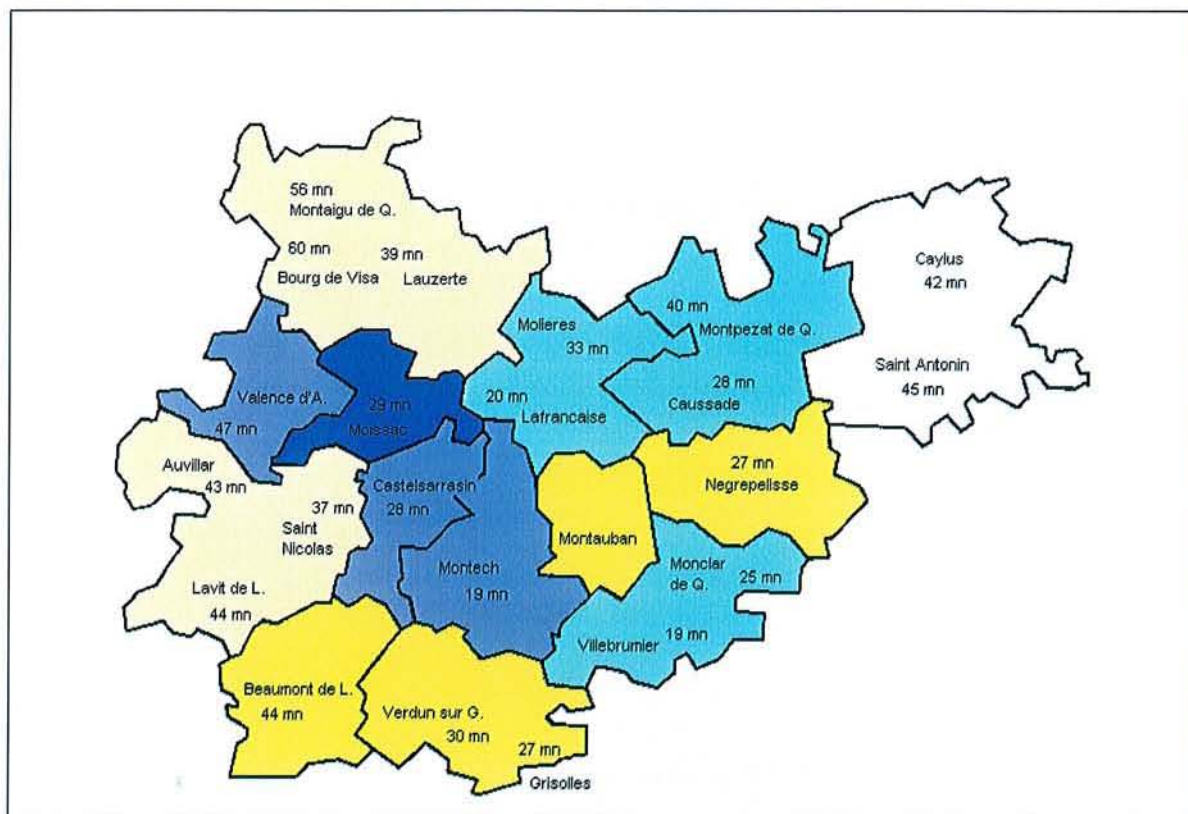 56 mn
Montaigu de Q.
60 mn
39 mn
Bourg de Visa
Lauzerte
Caylus
42 mn
40 mn
Molieres
33 mn
Montpezat de Q.
Saint Antonin
45 mn
28 mn
Caussade
20 mn
Lafrancaise
Valence d'A.
47 mn
29 mn
Moissac
Auvillar
43 mn
Castelsarrasin
28 mn
37 mn
Saint
Nicolas
27 mn
Negrepelisse
Montauban
Montech
19 mn
Monclar
de Q.
25 mn
Lavit de L.
44 mn
Villebrumier
19 mn
Beaumont de L.
44 mn
Verdun sur G.
30 mn
27 mn
Grisolles